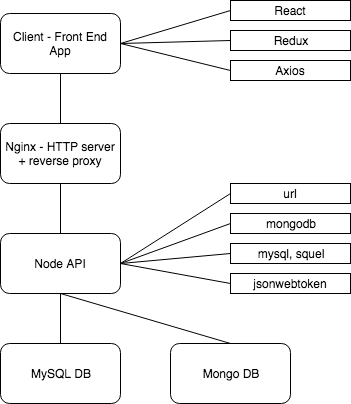 Client - Front End
App
React
Redux
Axios
Nginx - HTTP server
+ reverse proxy
Node API
url
mongodb
mysql, squel
jsonwebtoken
MySQL DB
Mongo DB